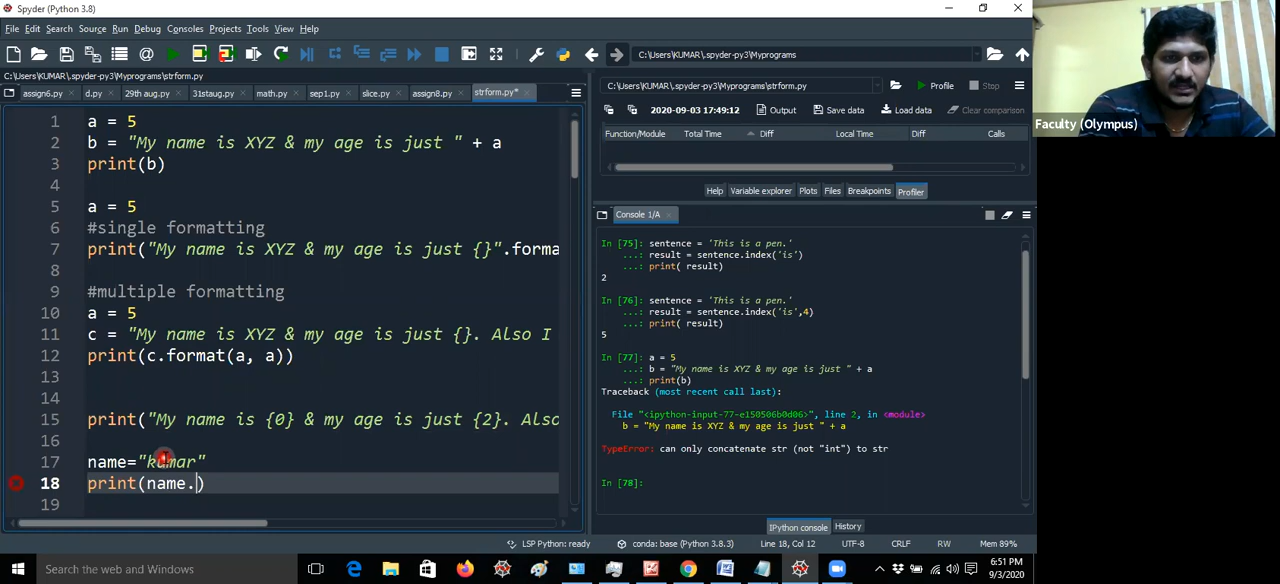 Spyder (Python 3.8)
File Edit Search Source Run Debug Consoles Projects Tools View Help
C:\Users\KUMAR\.spyder-py3\Myprograms
C:\Users\KUMAR\.spyder-py3\Myprograms\strform.py
assign6.py d.py 29th aug.py 31staug.py math.py sep1.py slice.py assign8.py strform.py*
1 a = 5
2 b = "My name is XYZ & my age is just " + a
3 print(b)
4
5 a = 5
6 #single formatting
7 print("My name is XYZ & my age is just {}".forma
8
9 #multiple formatting
10 a = 5
11 c = "My name is XYZ & my age is just {}. Also I
12 print(c.format(a, a))
13
14
15 print("My name is {0} & my age is just {2}. Also
16
17 name="kumar"
18 print(name.)
19
C:\Users\KUMAR\.spyder-py3\Myprograms\strform.py Profile Stop
2020-09-03 17:49:12 Output Save data Load data Clear comparison
Function/Module Total Time Diff Local Time Diff Calls
Help Variable explorer Plots Files Breakpoints Profiler
Console 1/A
In [75]: sentence = 'This is a pen.'
...: result = sentence.index('is')
...: print( result)
2
In [76]: sentence = 'This is a pen.'
...: result = sentence.index('is',4)
...: print( result)
5
In [77]: a = 5
...: b = "My name is XYZ & my age is just " + a
...: print(b)
Traceback (most recent call last):
File "<ipython-input-77-e150506b0d06>", line 2, in <module>
b = "My name is XYZ & my age is just " + a
TypeError: can only concatenate str (not "int") to str
In [78]:
IPython console History
LSP Python: ready conda: base (Python 3.8.3) Line 18, Col 12 UTF-8 CRLF RW Mem 89%
Type here to search
6:51 PM
9/3/2020
Faculty (Olympus)